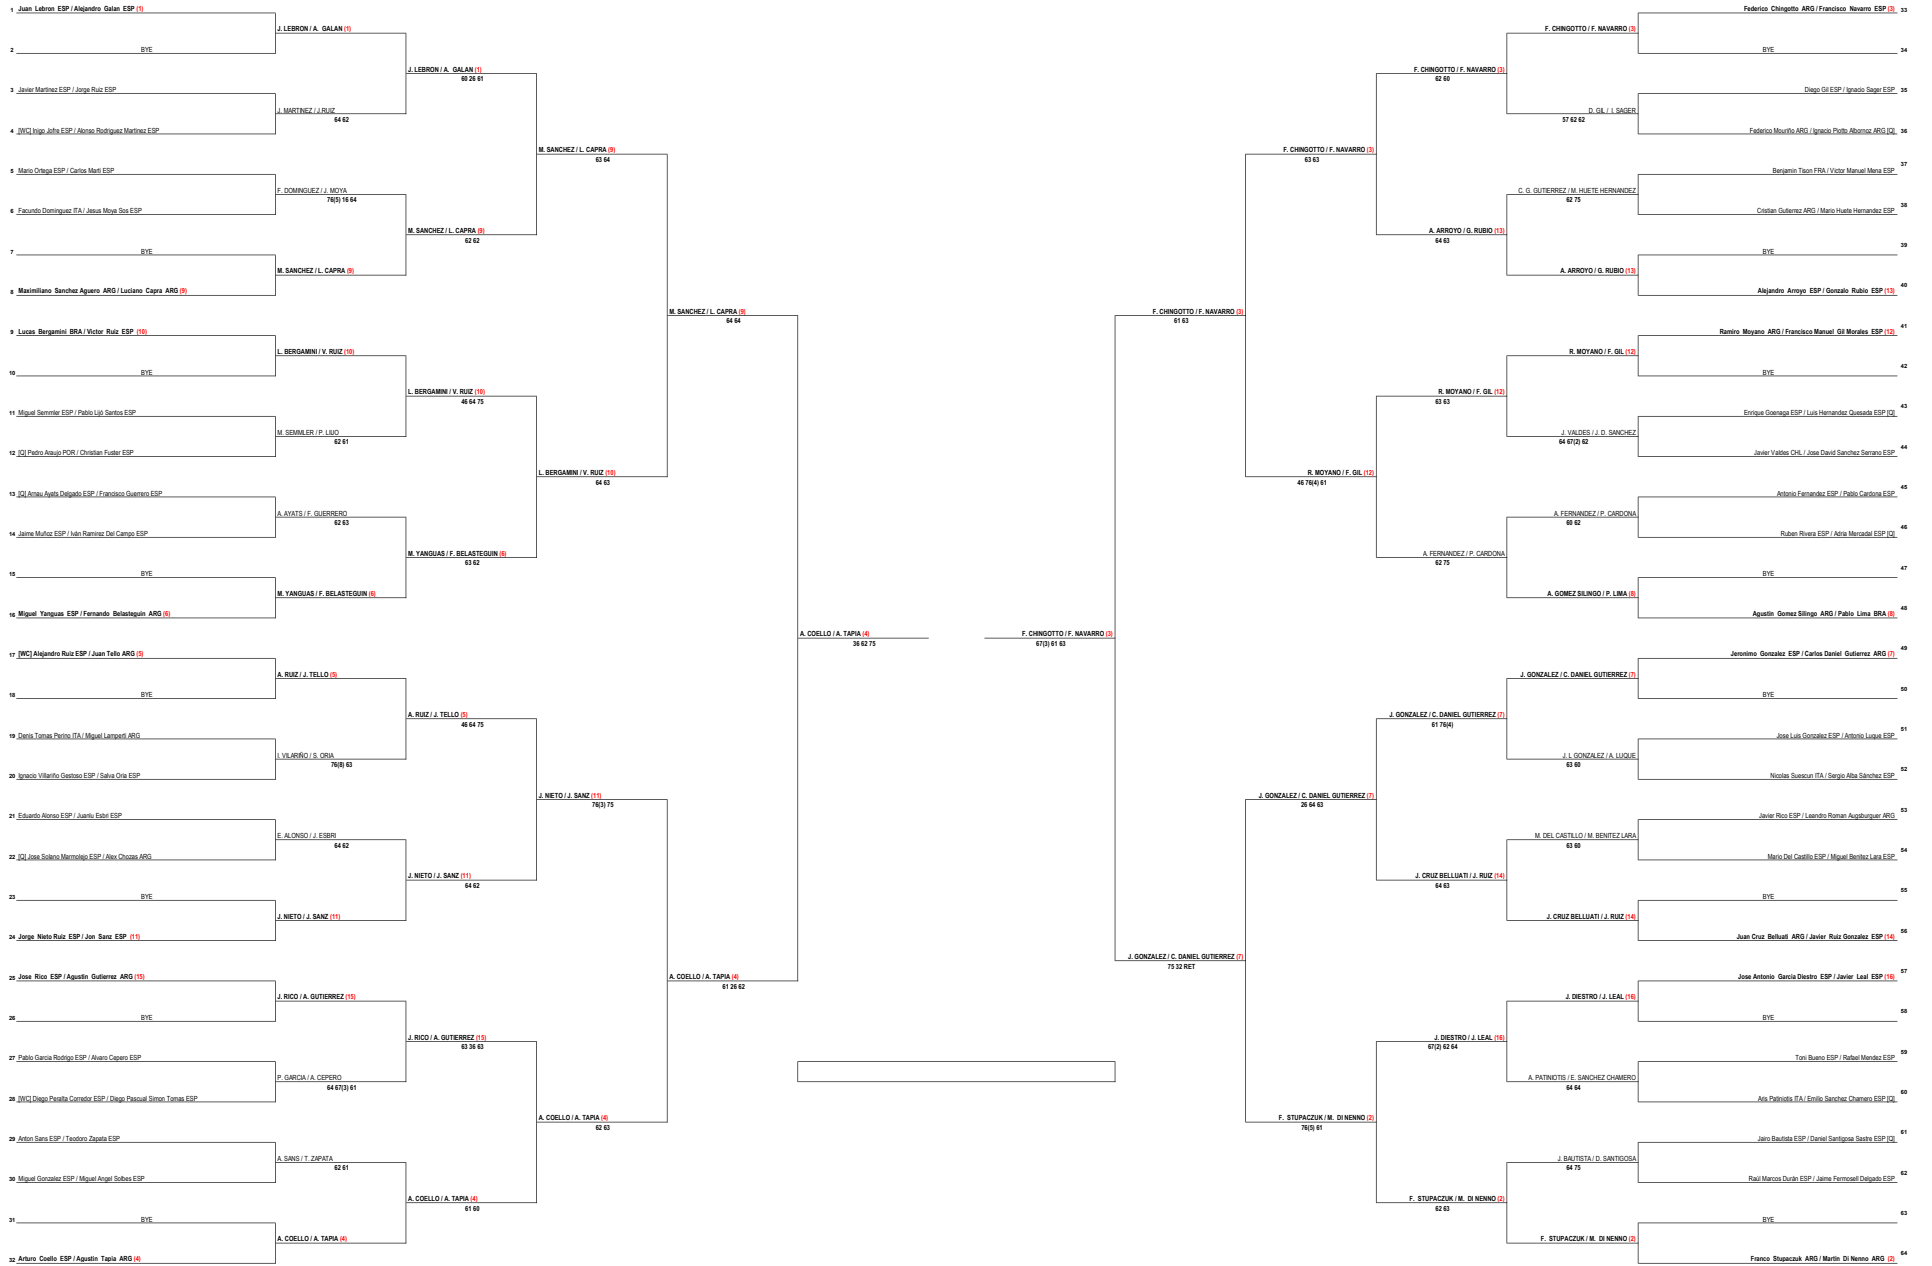 1 Juan Lebron ESP / Alejandro Galan ESP (1)
2 BYE
3 Javier Martinez ESP / Jorge Ruiz ESP
4 [WC] Inigo Jofre ESP / Alonso Rodriguez Martinez ESP
5 Mario Ortega ESP / Carlos Marti ESP
6 Facundo Dominguez ITA / Jesus Moya Sos ESP
7 BYE
8 Maximiliano Sanchez Aguero ARG / Luciano Capra ARG (9)
9 Lucas Bergamini BRA / Victor Ruiz ESP (10)
10 BYE
11 Miguel Semmler ESP / Pablo Lijó Santos ESP
12 [Q] Pedro Araujo POR / Christian Fuster ESP
13 [Q] Arnau Ayats Delgado ESP / Francisco Guerrero ESP
14 Jaime Muñoz ESP / Iván Ramirez Del Campo ESP
15 BYE
16 Miguel Yanguas ESP / Fernando Belasteguin ARG (6)
17 [WC] Alejandro Ruiz ESP / Juan Tello ARG (5)
18 BYE
19 Denis Tomas Perino ITA / Miguel Lamperti ARG
20 Ignacio Villariño Gestoso ESP / Salva Oria ESP
21 Eduardo Alonso ESP / Juanlu Esbri ESP
22 [Q] Jose Solano Marmolejo ESP / Alex Chozas ARG
23 BYE
24 Jorge Nieto Ruiz ESP / Jon Sanz ESP (11)
25 Jose Rico ESP / Agustin Gutierrez ARG (15)
26 BYE
27 Pablo Garcia Rodrigo ESP / Alvaro Cepero ESP
28 [WC] Diego Peralta Corredor ESP / Diego Pascual Simon Tomas ESP
29 Anton Sans ESP / Teodoro Zapata ESP
30 Miguel Gonzalez ESP / Miguel Angel Solbes ESP
31 BYE
32 Arturo Coello ESP / Agustin Tapia ARG (4)
J. LEBRON / A. GALAN (1)
J. MARTINEZ / J.RUIZ
64 62
F. DOMINGUEZ / J. MOYA
76(5) 16 64
M. SANCHEZ / L. CAPRA (9)
L. BERGAMINI / V. RUIZ (10)
M. SEMMLER / P. LIJO
62 61
A. AYATS / F. GUERRERO
62 63
M. YANGUAS / F. BELASTEGUIN (6)
A. RUIZ / J. TELLO (5)
I. VILARIÑO / S. ORIA
76(8) 63
E. ALONSO / J. ESBRI
64 62
J. NIETO / J. SANZ (11)
J. RICO / A. GUTIERREZ (15)
P. GARCIA / A. CEPERO
64 67(3) 61
A. SANS / T. ZAPATA
62 61
A. COELLO / A. TAPIA (4)
J. LEBRON / A. GALAN (1)
60 26 61
M. SANCHEZ / L. CAPRA (9)
62 62
L. BERGAMINI / V. RUIZ (10)
46 64 75
M. YANGUAS / F. BELASTEGUIN (6)
63 62
A. RUIZ / J. TELLO (5)
46 64 75
J. NIETO / J. SANZ (11)
64 62
J. RICO / A. GUTIERREZ (15)
63 36 63
A. COELLO / A. TAPIA (4)
61 60
M. SANCHEZ / L. CAPRA (9)
63 64
L. BERGAMINI / V. RUIZ (10)
64 63
J. NIETO / J. SANZ (11)
76(3) 75
A. COELLO / A. TAPIA (4)
62 63
M. SANCHEZ / L. CAPRA (9)
64 64
A. COELLO / A. TAPIA (4)
61 26 62
A. COELLO / A. TAPIA (4)
36 62 75
F. CHINGOTTO / F. NAVARRO (3)
67(3) 61 63
F. CHINGOTTO / F. NAVARRO (3)
61 63
J. GONZALEZ / C. DANIEL GUTIERREZ (7)
75 32 RET
F. CHINGOTTO / F. NAVARRO (3)
63 63
R. MOYANO / F. GIL (12)
46 76(4) 61
J. GONZALEZ / C. DANIEL GUTIERREZ (7)
26 64 63
F. STUPACZUK / M. DI NENNO (2)
76(5) 61
F. CHINGOTTO / F. NAVARRO (3)
62 60
A. ARROYO / G. RUBIO (13)
64 63
R. MOYANO / F. GIL (12)
63 63
A. FERNANDEZ / P. CARDONA
62 75
J. GONZALEZ / C. DANIEL GUTIERREZ (7)
61 76(4)
J. CRUZ BELLUATI / J. RUIZ (14)
64 63
J. DIESTRO / J. LEAL (16)
67(2) 62 64
F. STUPACZUK / M. DI NENNO (2)
62 63
F. CHINGOTTO / F. NAVARRO (3)
D. GIL / I. SAGER
57 62 62
C. G. GUTIERREZ / M. HUETE HERNANDEZ
62 75
A. ARROYO / G. RUBIO (13)
R. MOYANO / F. GIL (12)
J. VALDES / J. D. SANCHEZ
64 67(2) 62
A. FERNANDEZ / P. CARDONA
60 62
A. GOMEZ SILINGO / P. LIMA (8)
J. GONZALEZ / C. DANIEL GUTIERREZ (7)
J. L GONZALEZ / A. LUQUE
63 60
M. DEL CASTILLO / M. BENITEZ LARA
63 60
J. CRUZ BELLUATI / J. RUIZ (14)
J. DIESTRO / J. LEAL (16)
A. PATINIOTIS / E. SANCHEZ CHAMERO
64 64
J. BAUTISTA / D. SANTIGOSA
64 75
F. STUPACZUK / M. DI NENNO (2)
Federico Chingotto ARG / Francisco Navarro ESP (3) 33
BYE 34
Diego Gil ESP / Ignacio Sager ESP 35
Federico Mouriño ARG / Ignacio Piotto Albornoz ARG [Q] 36
Benjamin Tison FRA / Victor Manuel Mena ESP 37
Cristian Gutierrez ARG / Mario Huete Hernandez ESP 38
BYE 39
Alejandro Arroyo ESP / Gonzalo Rubio ESP (13) 40
Ramiro Moyano ARG / Francisco Manuel Gil Morales ESP (12) 41
BYE 42
Enrique Goenaga ESP / Luis Hernandez Quesada ESP [Q] 43
Javier Valdes CHL / Jose David Sanchez Serrano ESP 44
Antonio Fernandez ESP / Pablo Cardona ESP 45
Ruben Rivera ESP / Adria Mercadal ESP [Q] 46
BYE 47
Agustin Gomez Silingo ARG / Pablo Lima BRA (8) 48
Jeronimo Gonzalez ESP / Carlos Daniel Gutierrez ARG (7) 49
BYE 50
Jose Luis Gonzalez ESP / Antonio Luque ESP 51
Nicolas Suescun ITA / Sergio Alba Sánchez ESP 52
Javier Rico ESP / Leandro Roman Augsburguer ARG 53
Mario Del Castillo ESP / Miguel Benitez Lara ESP 54
BYE 55
Juan Cruz Belluati ARG / Javier Ruiz Gonzalez ESP (14) 56
Jose Antonio Garcia Diestro ESP / Javier Leal ESP (16) 57
BYE 58
Toni Bueno ESP / Rafael Mendez ESP 59
Aris Patiniotis ITA / Emilio Sanchez Chamero ESP [Q] 60
Jairo Bautista ESP / Daniel Santigosa Sastre ESP [Q] 61
Raúl Marcos Durán ESP / Jaime Fermosell Delgado ESP 62
BYE 63
Franco Stupaczuk ARG / Martin Di Nenno ARG (2) 64